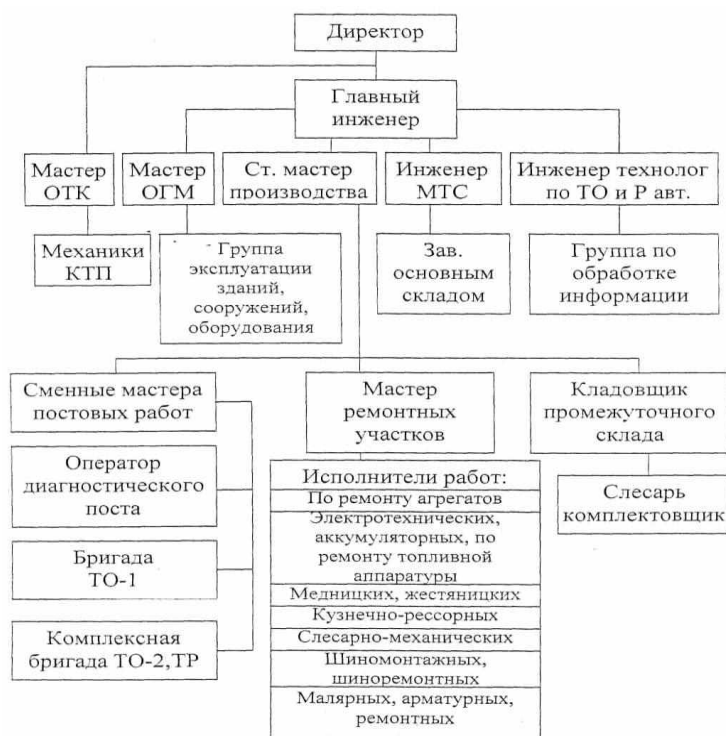 Директор
Главный
инженер
Мастер
ОТК
Мастер
ОГМ
Ст. мастер
производства
Инженер
МТС
Инженер технолог
по ТО и Р авт.
Механики
КТП
Группа
эксплуатации
зданий,
сооружений,
оборудования
Зав.
основным
складом
Группа по
обработке
информации
Сменные мастера
постовых работ
Оператор
диагностического
поста
Бригада
ТО-1
Комплексная
бригада ТО-2,ТР
Мастер
ремонтных
участков
Исполнители работ:
По ремонту агрегатов
Электротехнических,
аккумуляторных, по
ремонту топливной
аппаратуры
Медницких, жестяницких
Кузнечно-рессорных
Слесарно-механических
Шиномонтажных,
шиноремонтных
Малярных, арматурных,
ремонтных
Кладовщик
промежуточного
склада
Слесарь
комплектовщик